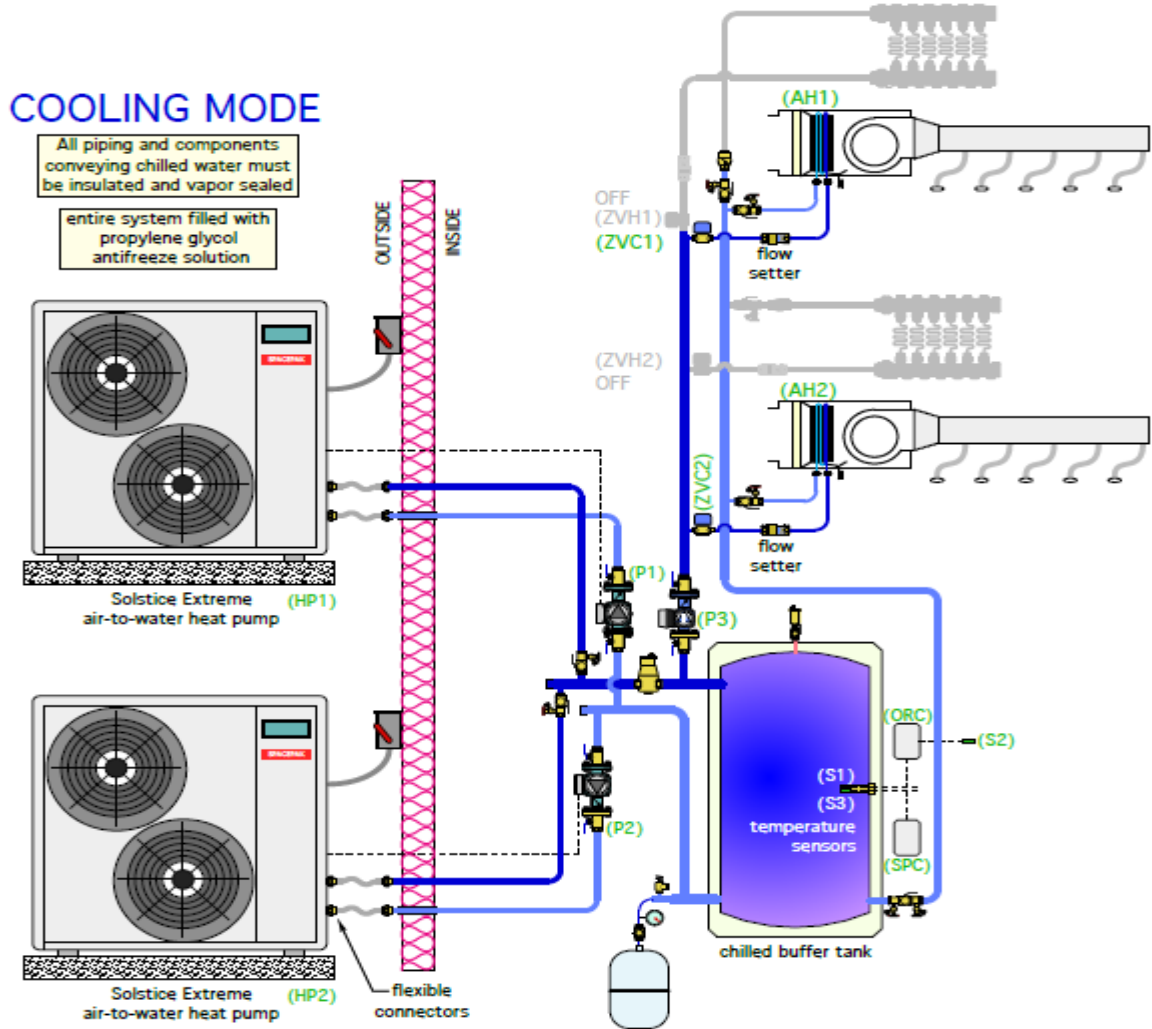 COOLING MODE
All piping and components
conveying chilled water must
be insulated and vapor sealed
entire system filled with
propylene glycol
antifreeze solution
OUTSIDE
INSIDE
OFF
(ZVH1)
(ZVC1)
(AH1)
flow
setter
(ZVH2)
OFF
(AH2)
(ZVC2)
flow
setter
SPACEPAK
Solstice Extreme
air-to-water heat pump
(HP1)
(P1)
(P3)
(ORC)
(S2)
(S1)
(S3)
temperature
sensors
(SPC)
(P2)
chilled buffer tank
SPACEPAK
Solstice Extreme
air-to-water heat pump
(HP2)
flexible
connectors